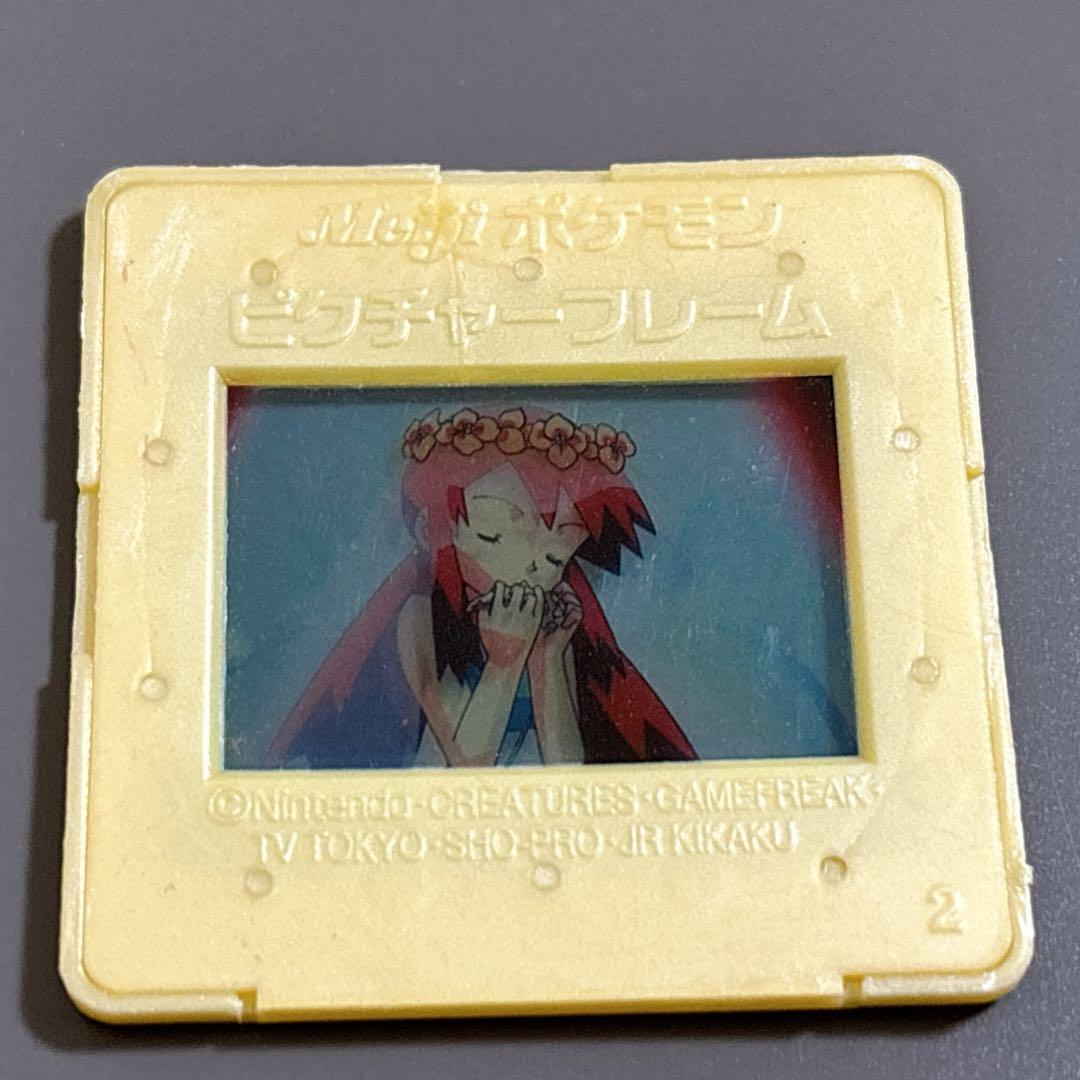 Meiji ポケモン
ピクチャーフレーム
©Nintendo・CREATURES・GAMEFREAK・
TV TOKYO・SHO-PRO・JR KIKAKU
2